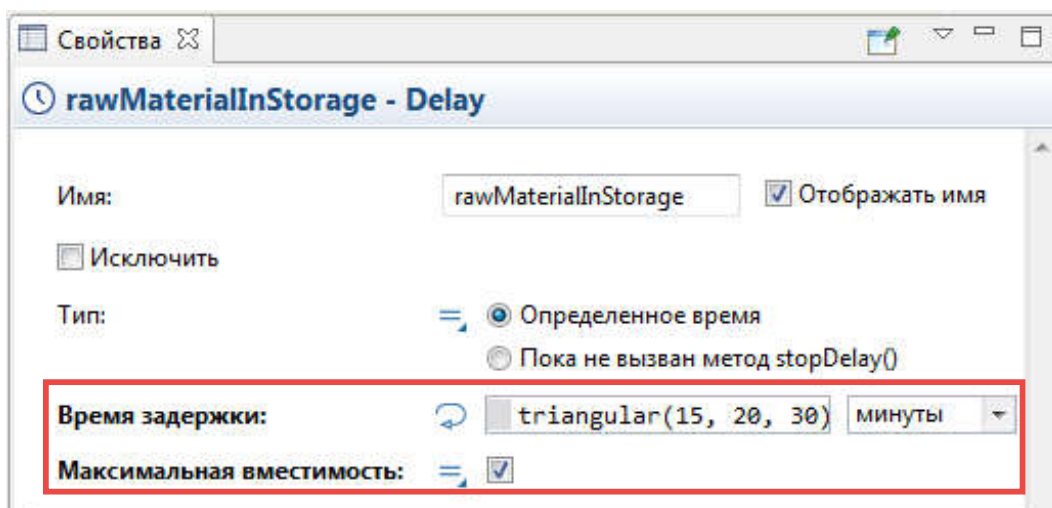 Свойства
rawMaterialInStorage - Delay
Имя: rawMaterialInStorage Отображать имя
Исключить
Тип: Определенное время
Пока не вызван метод stopDelay()
Время задержки: triangular(15, 20, 30) минуты
Максимальная вместимость: